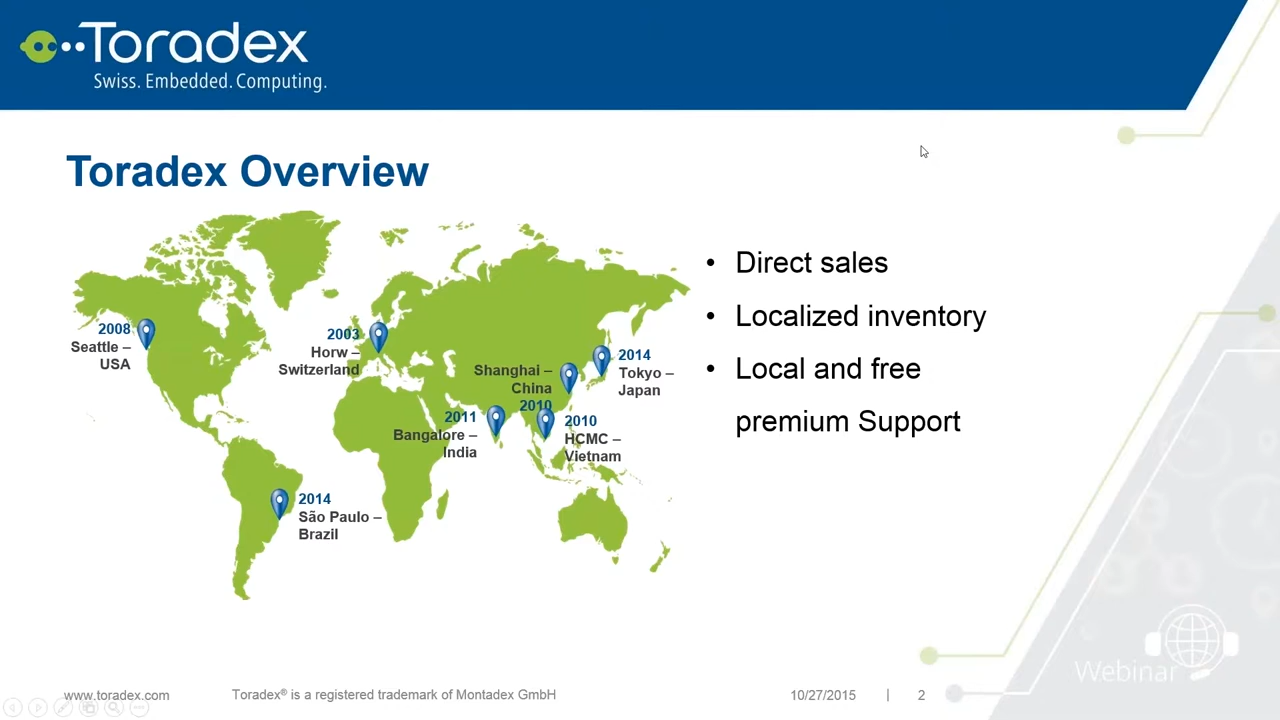 Toradex
Swiss. Embedded. Computing.
Toradex Overview
2008
Seattle –
USA
2003
Horw –
Switzerland
Shanghai –
China
2010
2014
Tokyo –
Japan
2011
Bangalore –
India
2010
HCMC –
Vietnam
2014
São Paulo –
Brazil
• Direct sales
• Localized inventory
• Local and free
premium Support
Webinar
www.toradex.com
Toradex® is a registered trademark of Montadex GmbH
10/27/2015 | 2